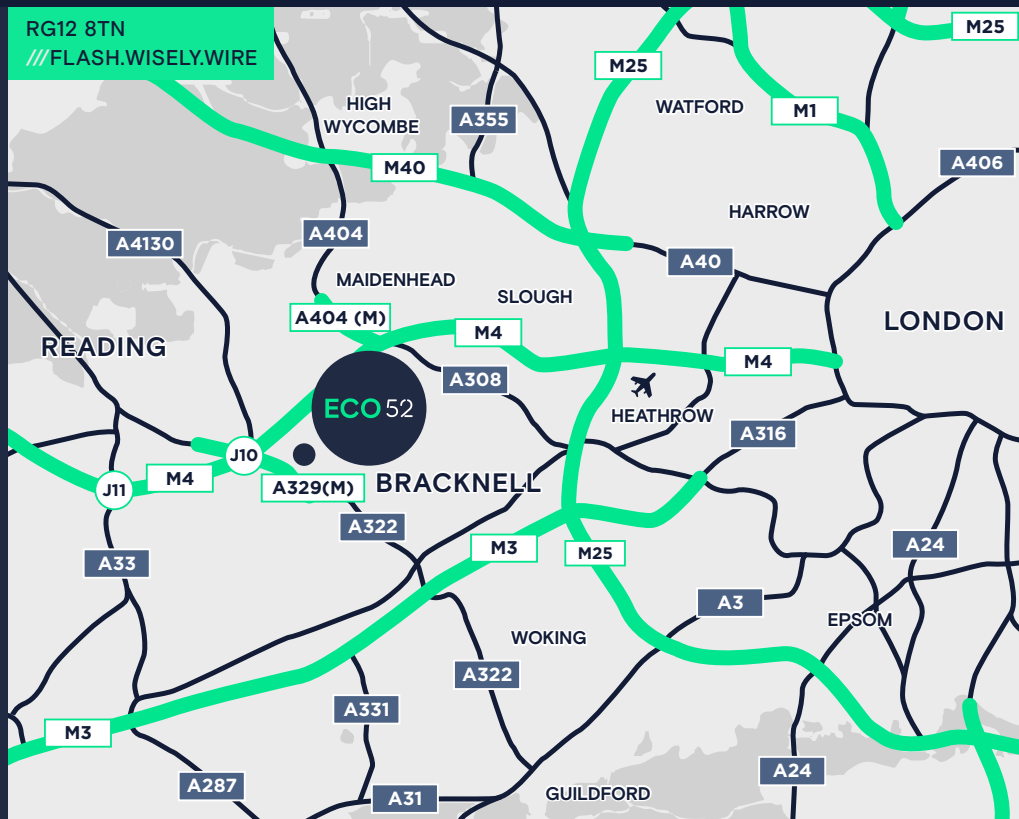 RG12 8TN
///FLASH.WISELY.WIRE
M25
M25
HIGH
WYCOMBE
A355
WATFORD
M1
M40
A406
HARROW
A404
A4130
A40
MAIDENHEAD
SLOUGH
A404 (M)
M4
LONDON
READING
M4
A308
HEATHROW
ECO 52
A316
J10
M4
J11
A329(M)
BRACKNELL
A322
A33
M3
M25
A24
A3
EPSOM
WOKING
A322
A331
M3
A24
A287
A31
GUILDFORD